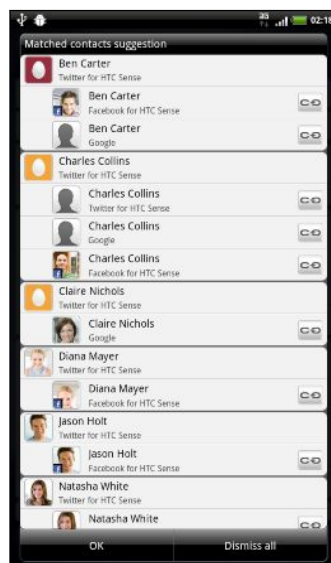 3G
02:18
Matched contacts suggestion
Ben Carter
Twitter for HTC Sense
Ben Carter
Facebook for HTC Sense
Ben Carter
Google
Charles Collins
Twitter for HTC Sense
Charles Collins
Twitter for HTC Sense
Charles Collins
Google
Charles Collins
Facebook for HTC Sense
Claire Nichols
Twitter for HTC Sense
Claire Nichols
Google
Diana Mayer
Twitter for HTC Sense
Diana Mayer
Facebook for HTC Sense
Jason Holt
Twitter for HTC Sense
Jason Holt
Facebook for HTC Sense
Natasha White
Twitter for HTC Sense
Natasha White
OK
Dismiss all